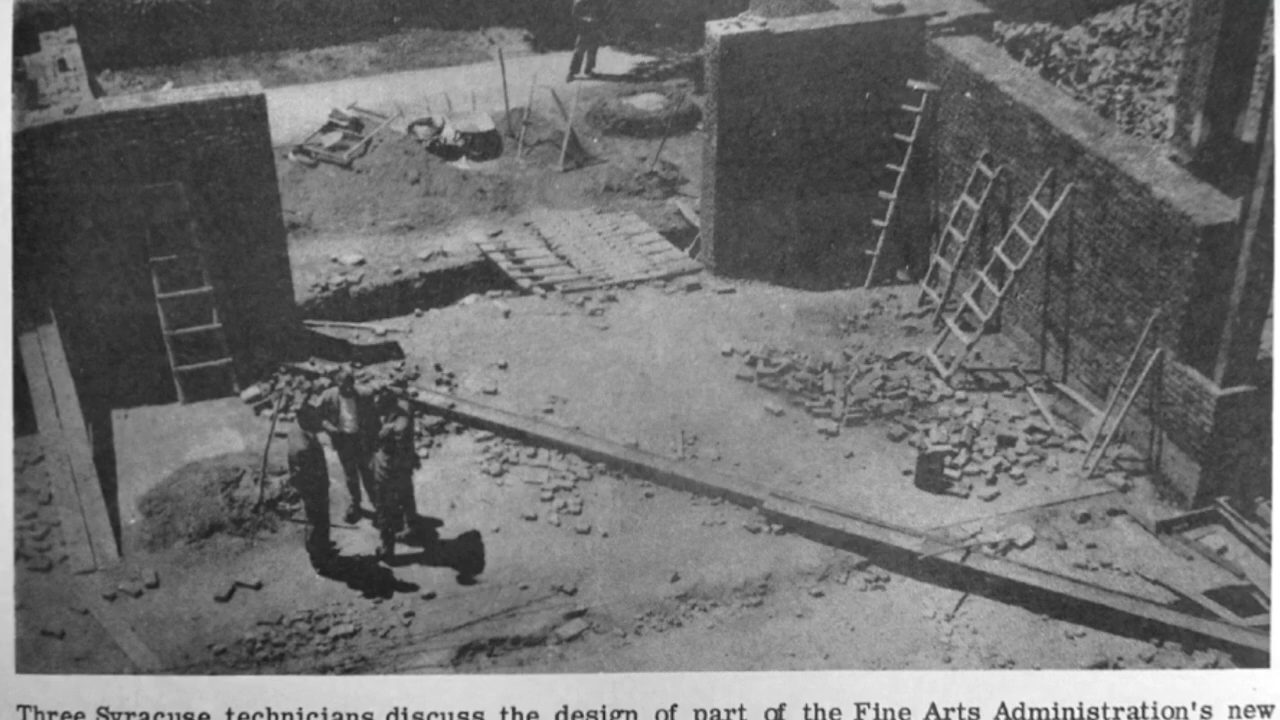 Three Syracuse technicians discuss the design of part of the Fine Arts Administration's new